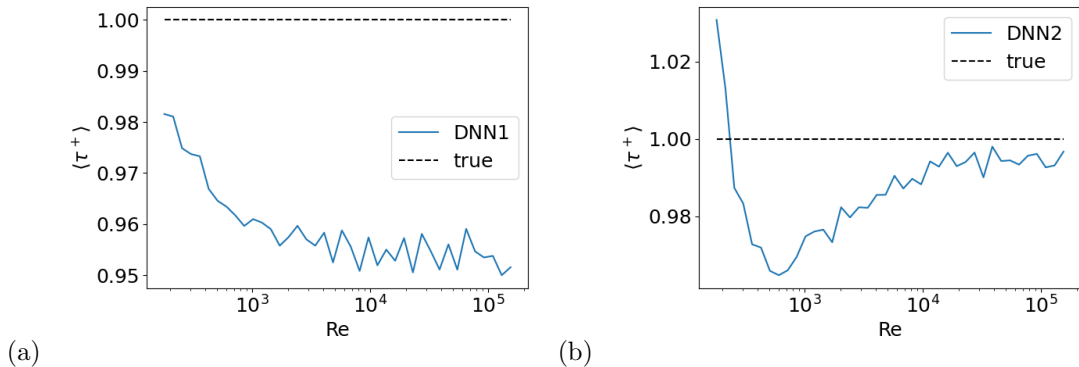 1.00
0.99
0.98
0.97
0.96
0.95
⟨τ⁺⟩
DNN1
true
10³
10⁴
10⁵
Re
(a)
1.02
1.00
0.98
⟨τ⁺⟩
DNN2
true
10³
10⁴
10⁵
Re
(b)